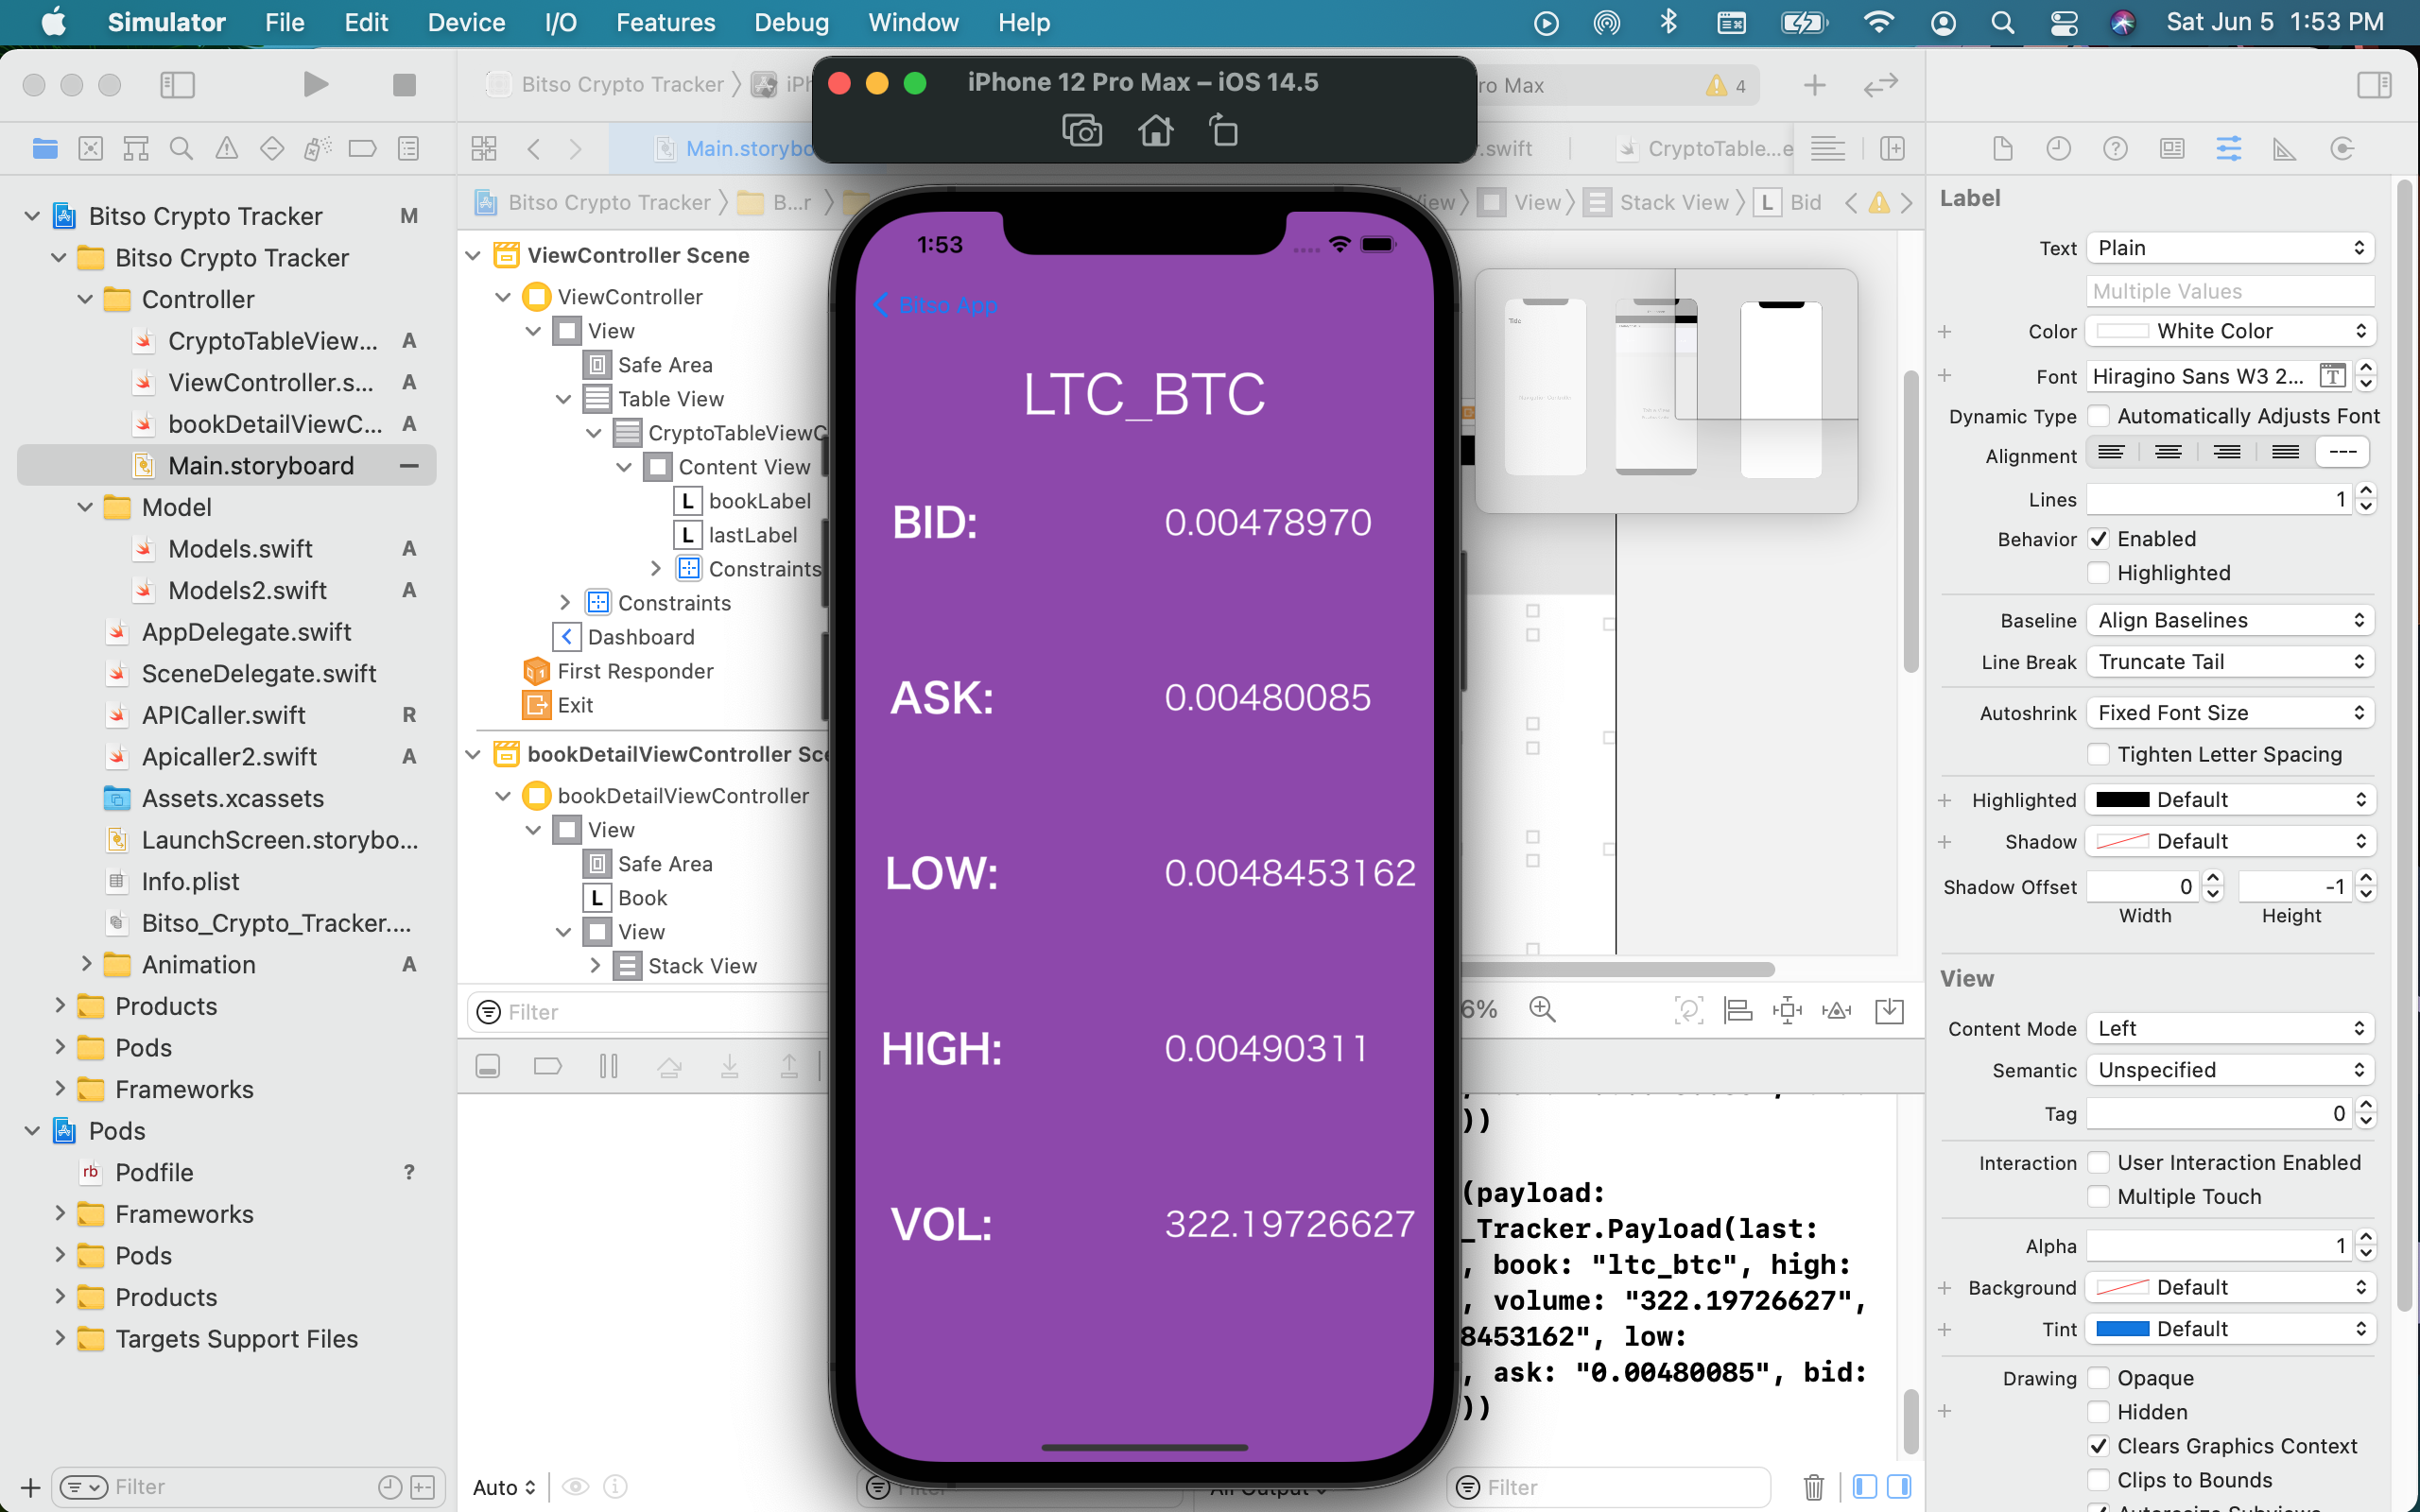 Simulator File Edit Device I/O Features Debug Window Help Sat Jun 5 1:53 PM
Bitso Crypto Tracker
iPhone 12 Pro Max – iOS 14.5
ro Max
4
Main.storybo
.swift
CryptoTable...e
Bitso Crypto Tracker
B...r
View
Stack View
L Bid
Bitso Crypto Tracker M
Bitso Crypto Tracker
Controller
CryptoTableView... A
ViewController.s... A
bookDetailViewC... A
Main.storyboard
Model
Models.swift A
Models2.swift A
AppDelegate.swift
SceneDelegate.swift
APICaller.swift R
Apicaller2.swift A
Assets.xcassets
LaunchScreen.storybo...
Info.plist
Bitso_Crypto_Tracker....
Animation A
Products
Pods
Frameworks
Pods
rb Podfile ?
Frameworks
Pods
Products
Targets Support Files
Filter
ViewController Scene
ViewController
View
Safe Area
Table View
CryptoTableViewC
Content View
L bookLabel
L lastLabel
Constraints
Constraints
Dashboard
First Responder
Exit
bookDetailViewController Sce
bookDetailViewController
View
Safe Area
L Book
View
Stack View
Filter
Auto
1:53
Bitso App
LTC_BTC
BID: 0.00478970
ASK: 0.00480085
LOW: 0.0048453162
HIGH: 0.00490311
VOL: 322.19726627
Title
6%
))
(payload:
_Tracker.Payload(last:
, book: "ltc_btc", high:
, volume: "322.19726627",
8453162", low:
, ask: "0.00480085", bid:
))
Filter
Label
Text Plain
Multiple Values
Color White Color
Font Hiragino Sans W3 2...
Dynamic Type Automatically Adjusts Font
Alignment ---
Lines 1
Behavior Enabled
Highlighted
Baseline Align Baselines
Line Break Truncate Tail
Autoshrink Fixed Font Size
Tighten Letter Spacing
Highlighted Default
Shadow Default
Shadow Offset 0 -1
Width Height
View
Content Mode Left
Semantic Unspecified
Tag 0
Interaction User Interaction Enabled
Multiple Touch
Alpha 1
Background Default
Tint Default
Drawing Opaque
Hidden
Clears Graphics Context
Clips to Bounds